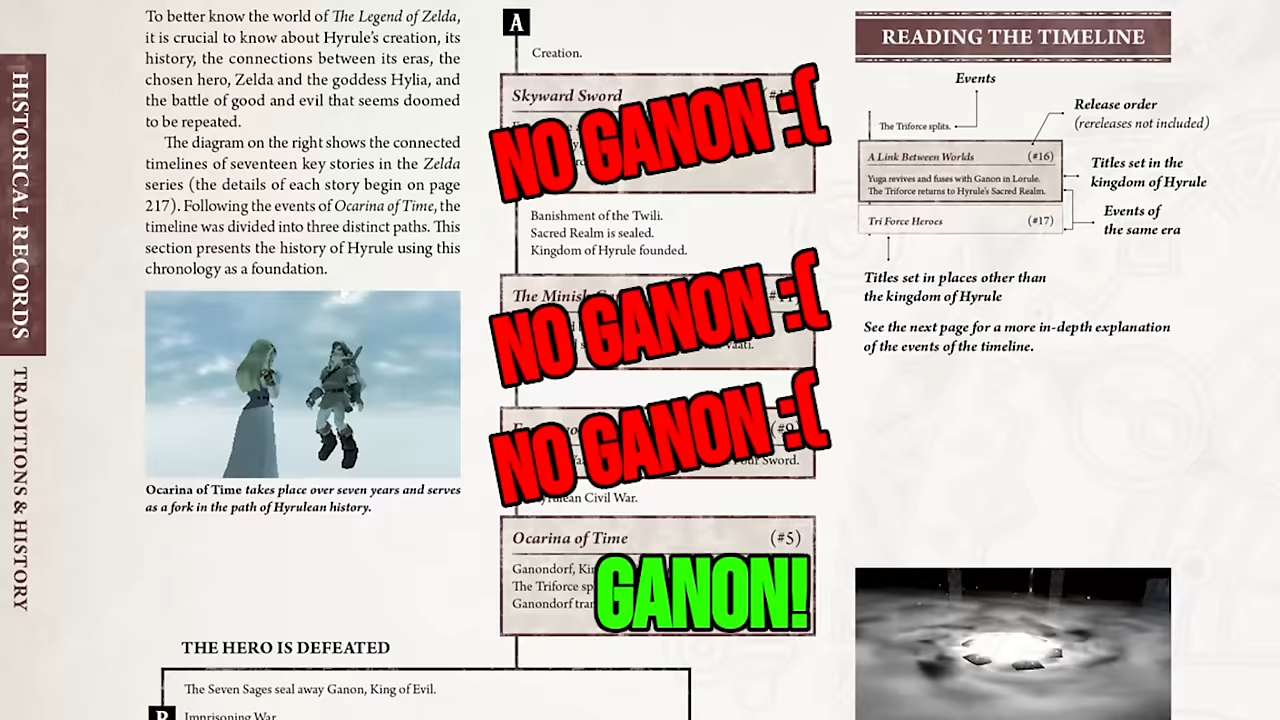 HISTORICAL RECORDS
TRADITIONS & HISTORY
To better know the world of The Legend of Zelda,
it is crucial to know about Hyrule's creation, its
history, the connections between its eras, the
chosen hero, Zelda and the goddess Hylia, and
the battle of good and evil that seems doomed
to be repeated.
The diagram on the right shows the connected
timelines of seventeen key stories in the Zelda
series (the details of each story begin on page
217). Following the events of Ocarina of Time, the
timeline was divided into three distinct paths. This
section presents the history of Hyrule using this
chronology as a foundation.
Ocarina of Time takes place over seven years and serves
as a fork in the path of Hyrulean history.
A
Creation.
Skyward Sword
NO GANON :(
Banishment of the Twili.
Sacred Realm is sealed.
Kingdom of Hyrule founded.
The
NO GANON :(
Vaati.
NO GANON :(
(#9
Sword.
Civil War.
Ocarina of Time (#5)
Ganondorf,
The Triforce
Ganondorf
GANON!
THE HERO IS DEFEATED
The Seven Sages seal away Ganon, King of Evil.
B
Imprisoning War
READING THE TIMELINE
Events
The Triforce splits.
Release order
(rereleases not included)
A Link Between Worlds (#16)
Yuga revives and fuses with Ganon in Lorule.
The Triforce returns to Hyrule's Sacred Realm.
Titles set in the
kingdom of Hyrule
Tri Force Heroes (#17)
Events of
the same era
Titles set in places other than
the kingdom of Hyrule
See the next page for a more in-depth explanation
of the events of the timeline.